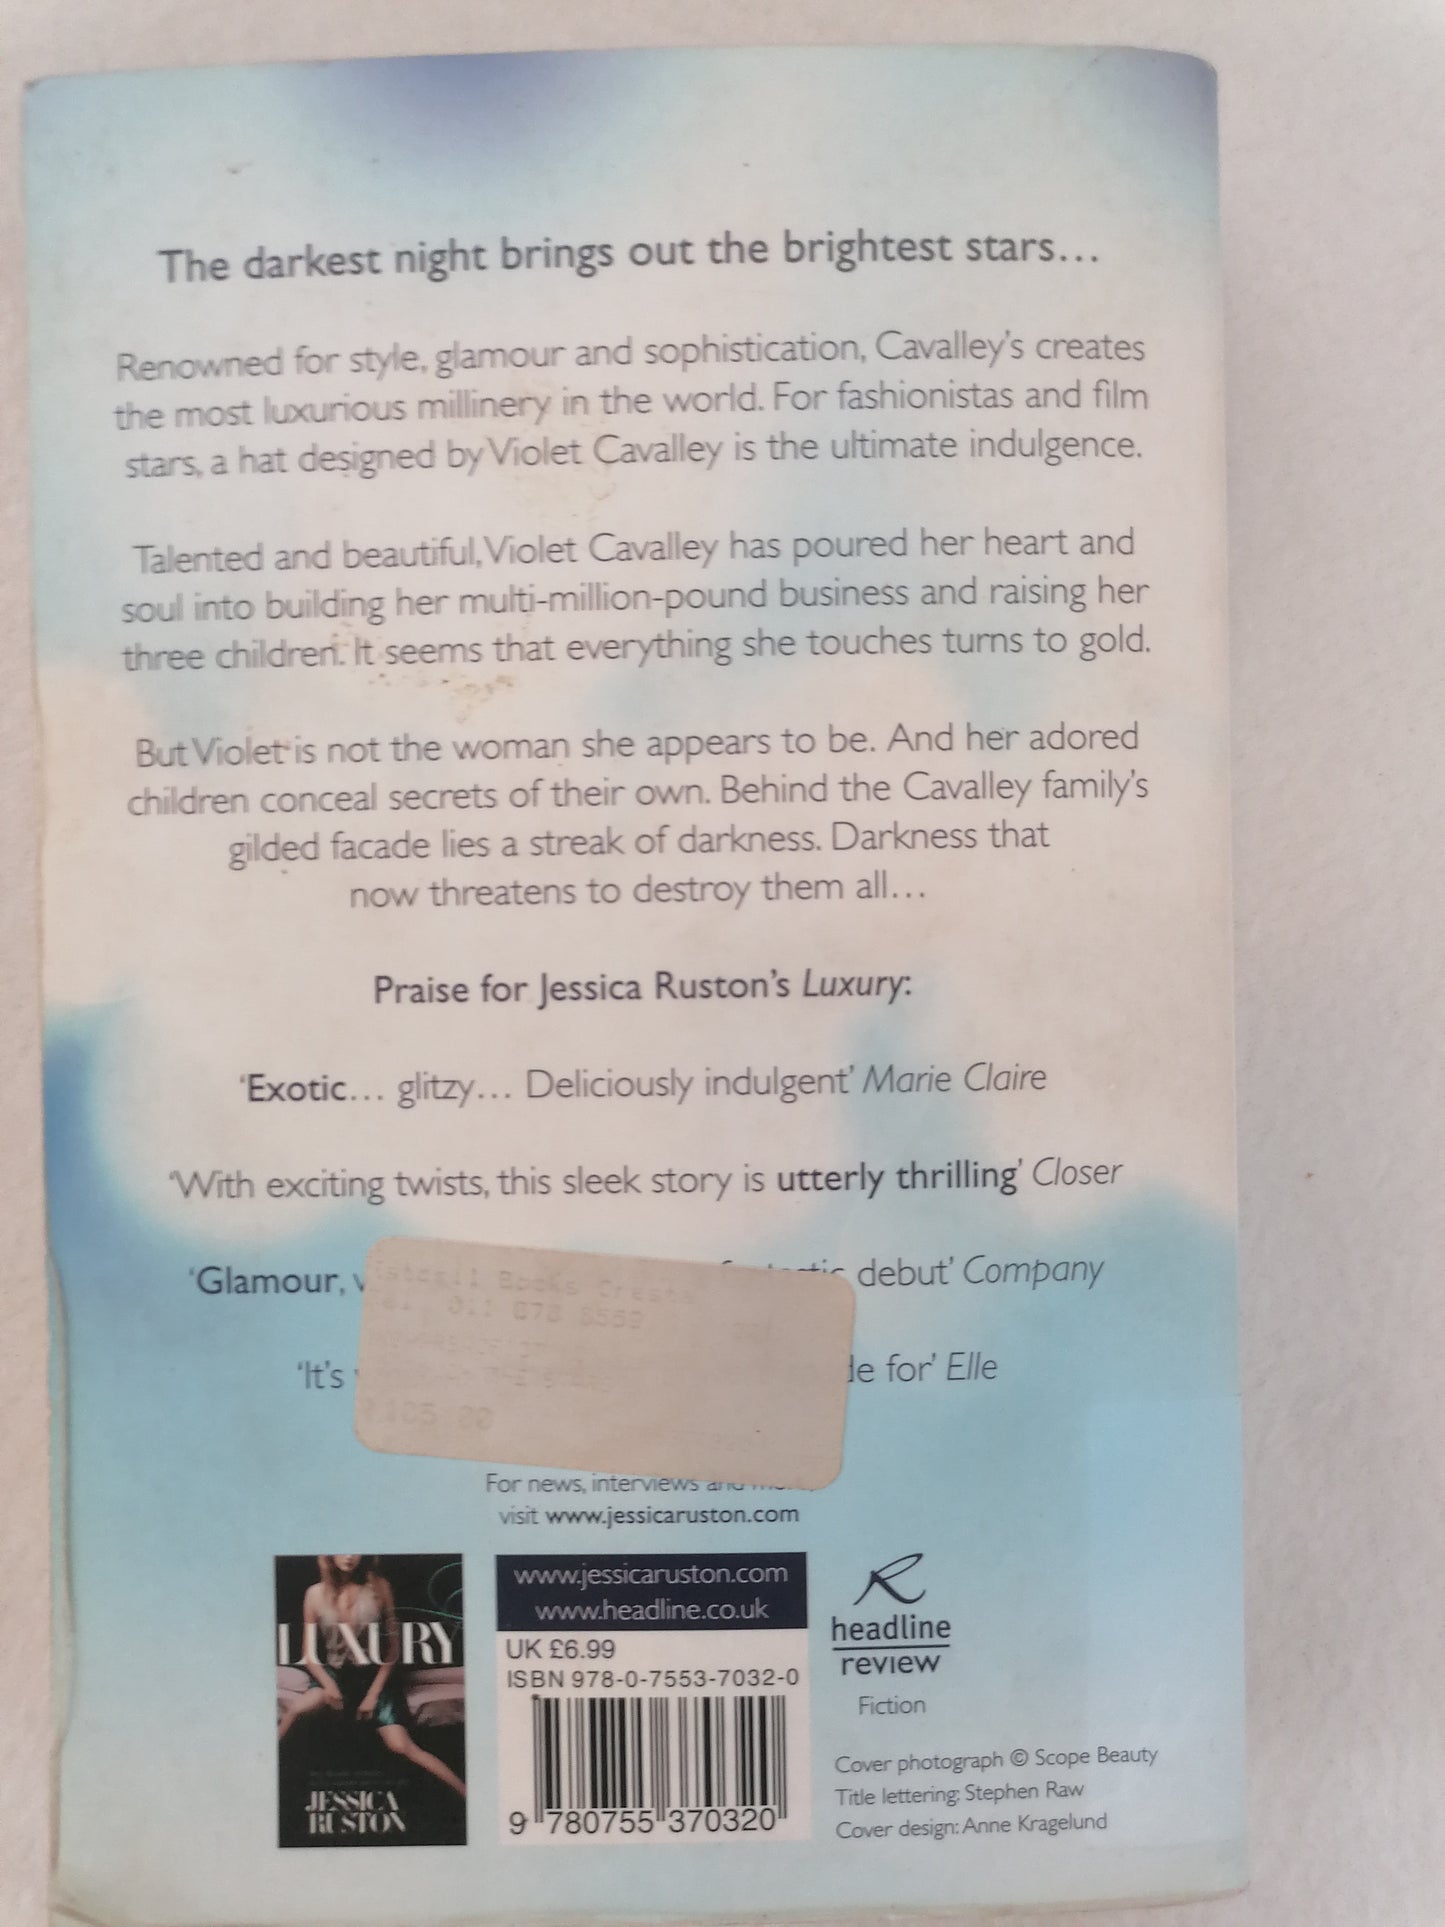 The darkest night brings out the brightest stars…
Renowned for style, glamour and sophistication, Cavalley's creates
the most luxurious millinery in the world. For fashionistas and film
stars, a hat designed by Violet Cavalley is the ultimate indulgence.
Talented and beautiful, Violet Cavalley has poured her heart and
soul into building her multi-million-pound business and raising her
three children. It seems that everything she touches turns to gold.
But Violet is not the woman she appears to be. And her adored
children conceal secrets of their own. Behind the Cavalley family's
gilded facade lies a streak of darkness. Darkness that
now threatens to destroy them all…
Praise for Jessica Ruston's Luxury:
'Exotic… glitzy… Deliciously indulgent' Marie Claire
'With exciting twists, this sleek story is utterly thrilling' Closer
'Glamour, debut' Company
Books
011 678 8553
'It's for' Elle
For news, interviews and
visit www.jessicaruston.com
LUXURY
JESSICA
RUSTON
www.jessicaruston.com
www.headline.co.uk
UK £6.99
ISBN 978-0-7553-7032-0
9 780755 370320
R
headline
review
Fiction
Cover photograph © Scope Beauty
Title lettering: Stephen Raw
Cover design: Anne Kragelund